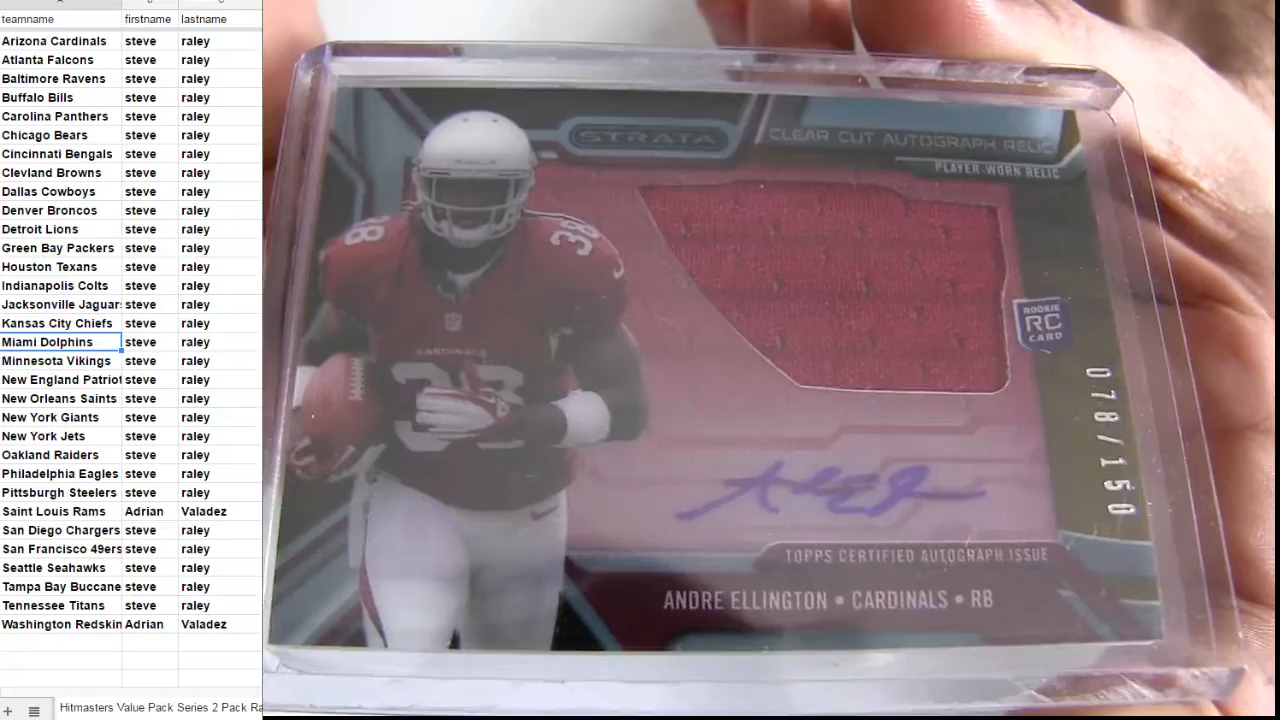 teamname firstname lastname
Arizona Cardinals steve raley
Atlanta Falcons steve raley
Baltimore Ravens steve raley
Buffalo Bills steve raley
Carolina Panthers steve raley
Chicago Bears steve raley
Cincinnati Bengals steve raley
Clevland Browns steve raley
Dallas Cowboys steve raley
Denver Broncos steve raley
Detroit Lions steve raley
Green Bay Packers steve raley
Houston Texans steve raley
Indianapolis Colts steve raley
Jacksonville Jaguar steve raley
Kansas City Chiefs steve raley
Miami Dolphins steve raley
Minnesota Vikings steve raley
New England Patriot steve raley
New Orleans Saints steve raley
New York Giants steve raley
New York Jets steve raley
Oakland Raiders steve raley
Philadelphia Eagles steve raley
Pittsburgh Steelers steve raley
Saint Louis Rams Adrian Valadez
San Diego Chargers steve raley
San Francisco 49ers steve raley
Seattle Seahawks steve raley
Tampa Bay Buccane steve raley
Tennessee Titans steve raley
Washington Redskin Adrian Valadez
Hitmasters Value Pack Series 2 Pack Ra
STRATA
CLEAR CUT AUTOGRAPH RELIC
PLAYER-WORN RELIC
38
38
CARDINALS
38
ROOKIE
RC
CARD
078/150
TOPPS CERTIFIED AUTOGRAPH ISSUE
ANDRE ELLINGTON • CARDINALS • RB